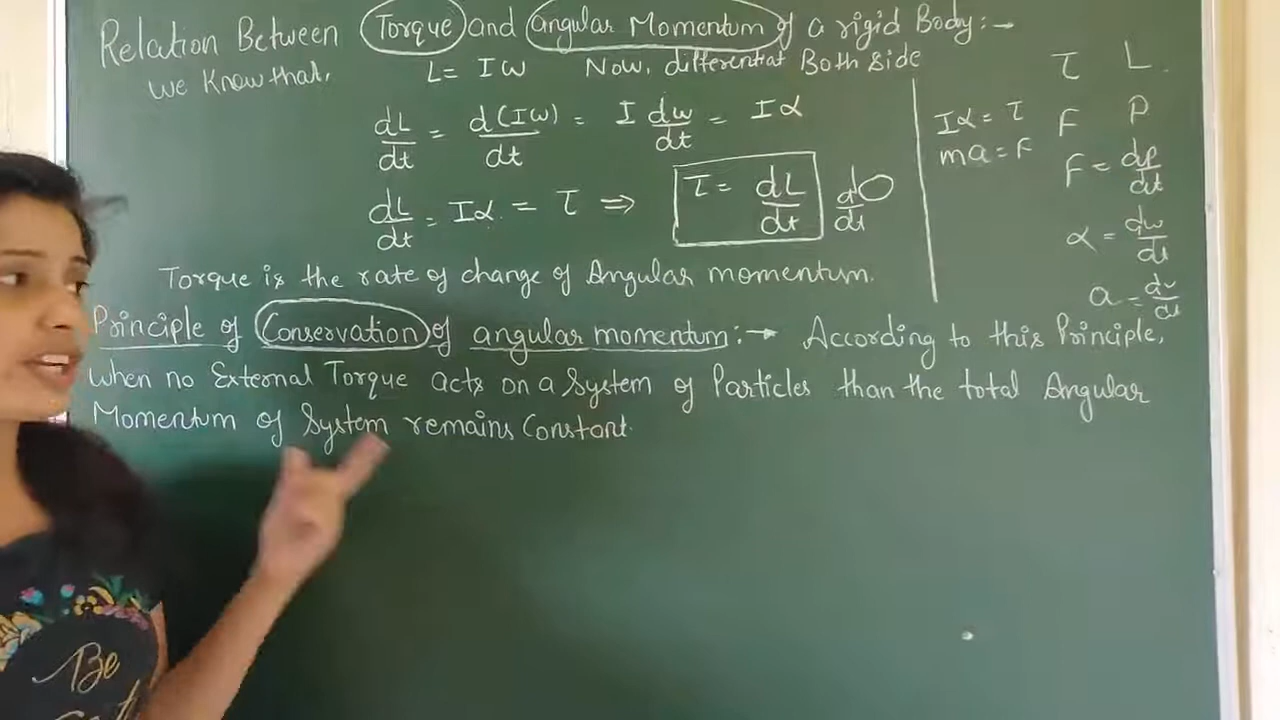 Relation Between Torque and angular Momentum of a rigid Body:-
we Know that, L = Iω Now, differentiat Both side
dL/dt = d(Iω)/dt = I dω/dt = Iα
dL/dt = Iα = τ ⇒ τ = dL/dt d/dt
Torque is the rate of change of Angular momentum.
τ L
Iα = τ F P
ma = F F = dp/dt
α = dω/dt
a = dv/dt
Principle of Conservation of angular momentum:→ According to this Principle,
when no External Torque acts on a System of Particles than the total Angular
Momentum of System remains Constant.
Be